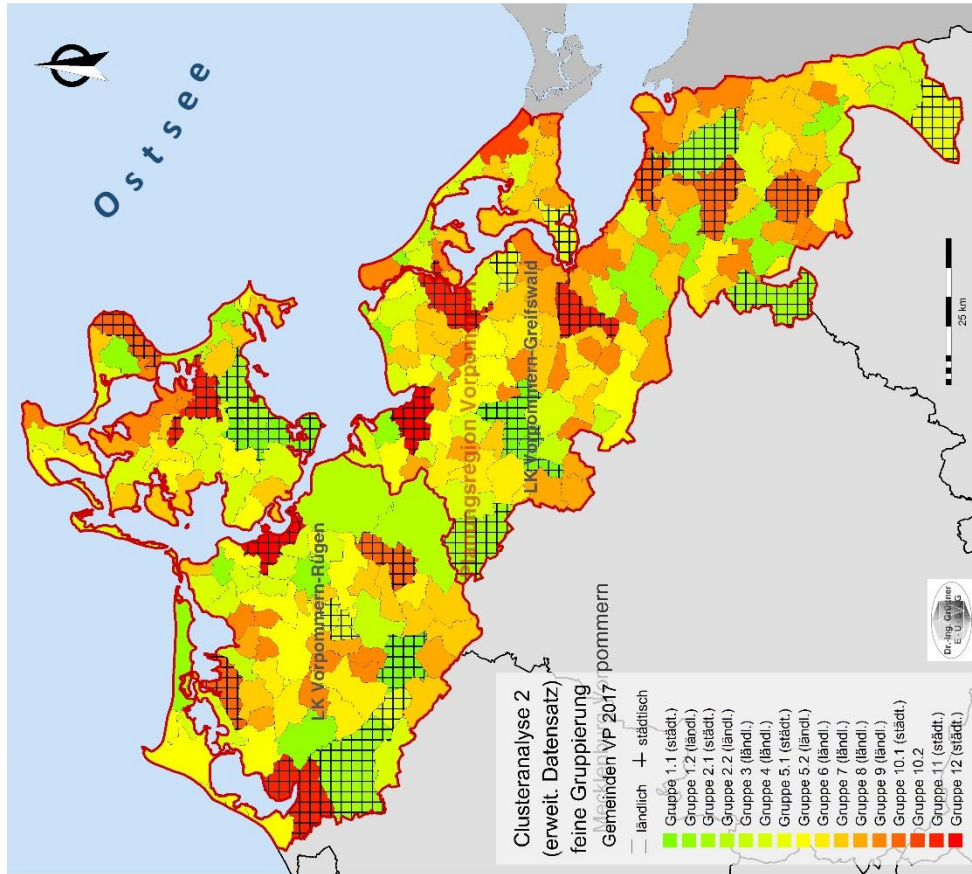 Ostsee
Planungsregion Vorpommern
LK Vorpommern-Greifswald
LK Vorpommern-Rügen
Mecklenburg-Vorpommern
25 km
Clusteranalyse 2
(erweit. Datensatz)
feine Gruppierung
Gemeinden VP 2017
ländlich städtisch
Gruppe 1.1 (städt.)
Gruppe 1.2 (ländl.)
Gruppe 2.1 (städt.)
Gruppe 2.2 (ländl.)
Gruppe 3 (ländl.)
Gruppe 4 (ländl.)
Gruppe 5.1 (städt.)
Gruppe 5.2 (ländl.)
Gruppe 6 (ländl.)
Gruppe 7 (ländl.)
Gruppe 8 (ländl.)
Gruppe 9 (ländl.)
Gruppe 10.1 (städt.)
Gruppe 10.2
Gruppe 11 (städt.)
Gruppe 12 (städt.)
Dr.-Ing.